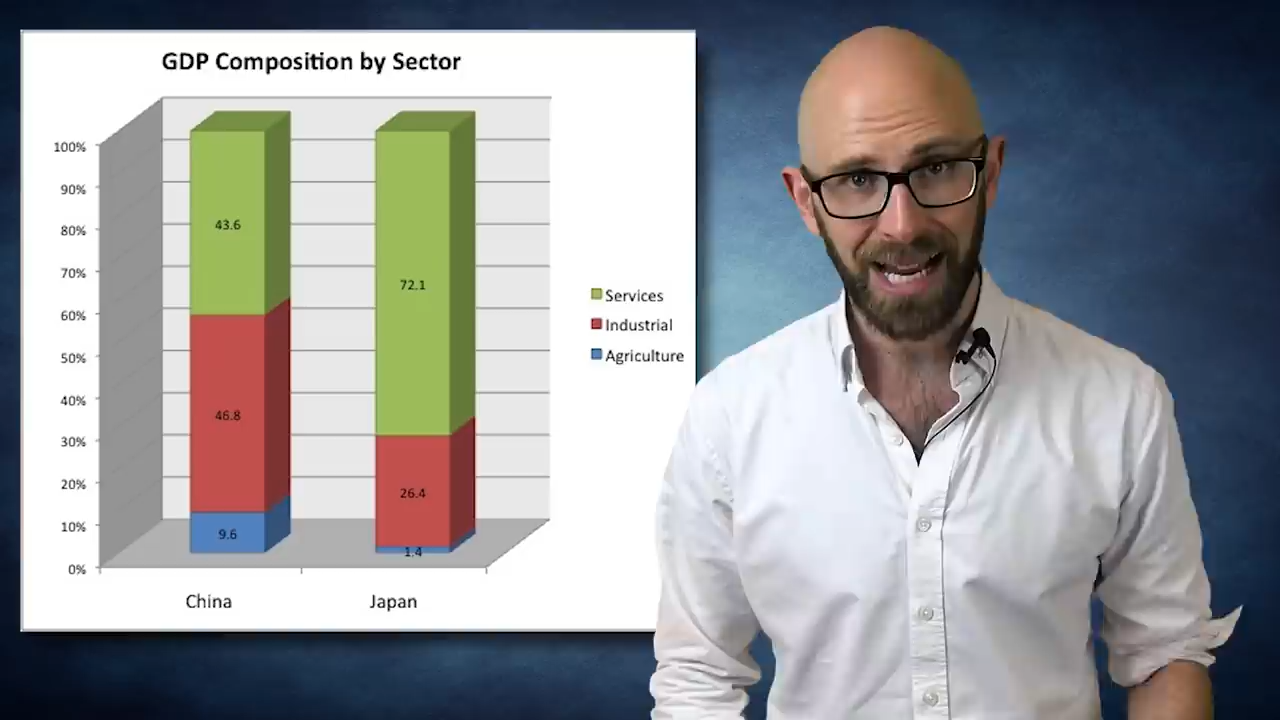 GDP Composition by Sector
100%
90%
80%
70%
60%
50%
40%
30%
20%
10%
0%
43.6
46.8
9.6
72.1
26.4
1.4
China
Japan
Services
Industrial
Agriculture